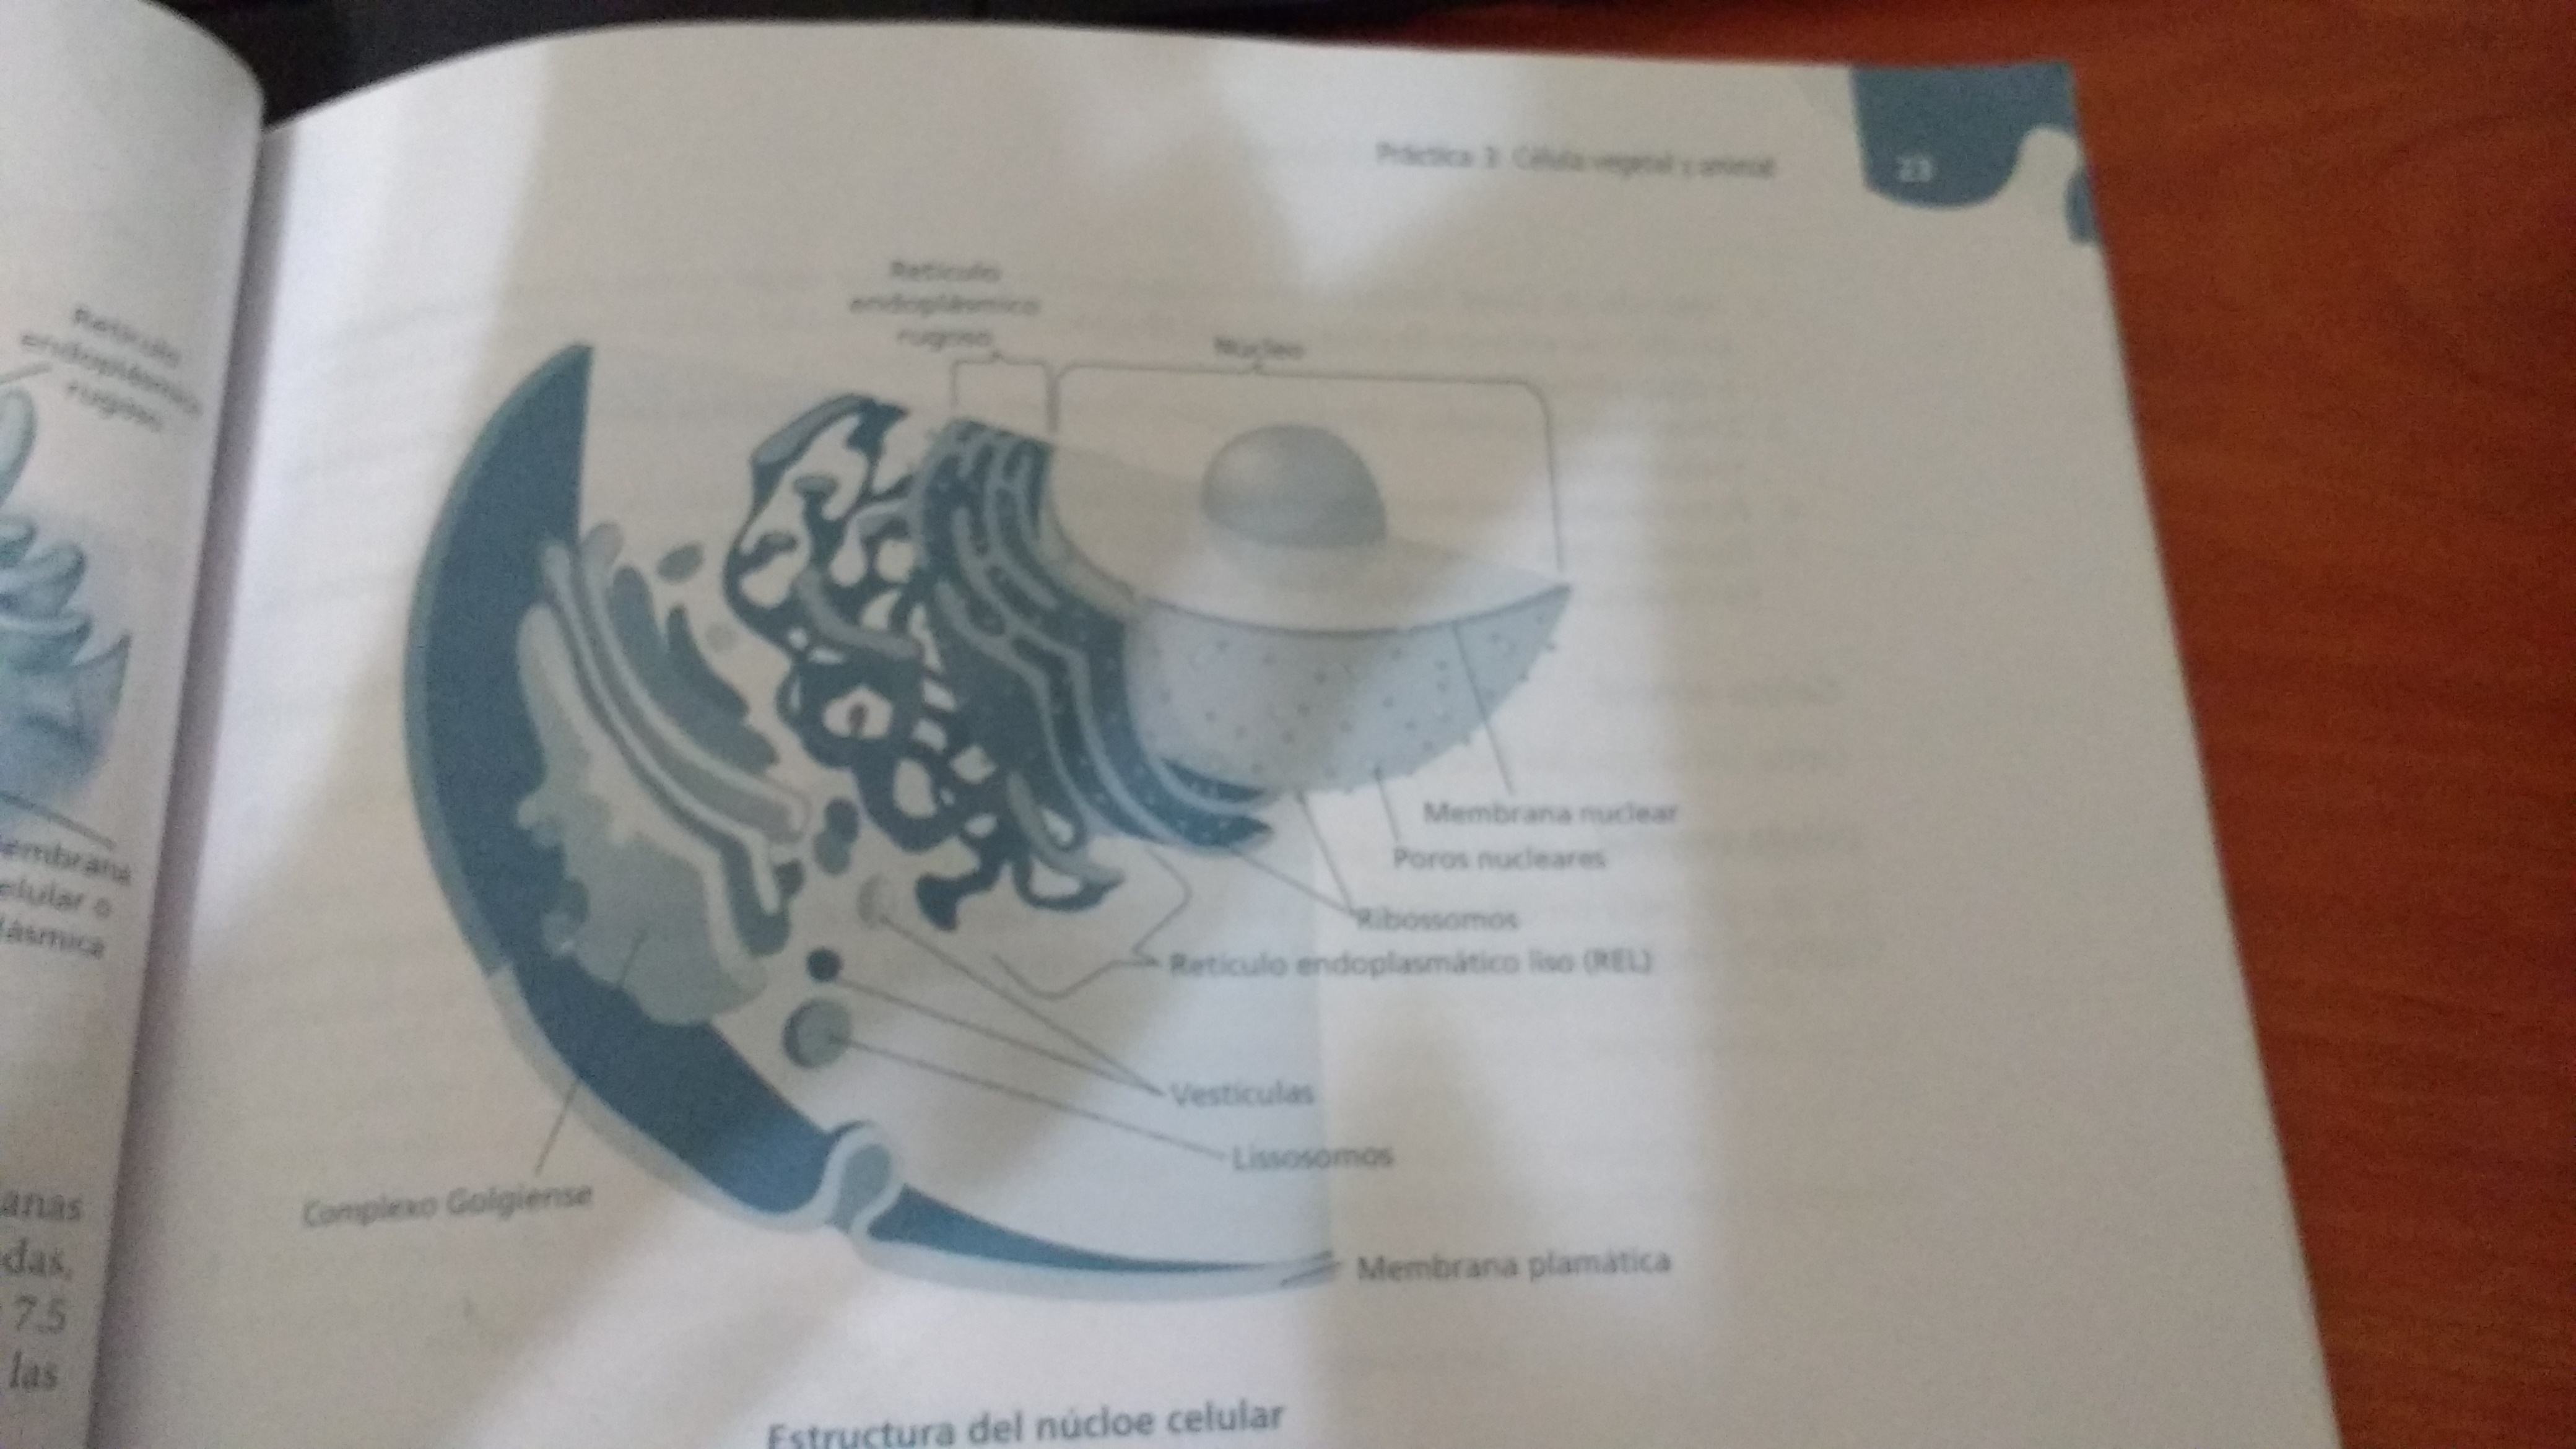 Retículo
endoplásmico
rugoso
embrana
elular o
lásmica
anas
das,
7.5
las
Práctica 3: Célula vegetal y animal
23
Retículo
endoplásmico
rugoso
Núcleo
Membrana nuclear
Poros nucleares
Ribossomos
Retículo endoplasmático liso (REL)
Vestículas
Lissosomos
Complexo Golgiense
Membrana plamática
Estructura del núcloe celular